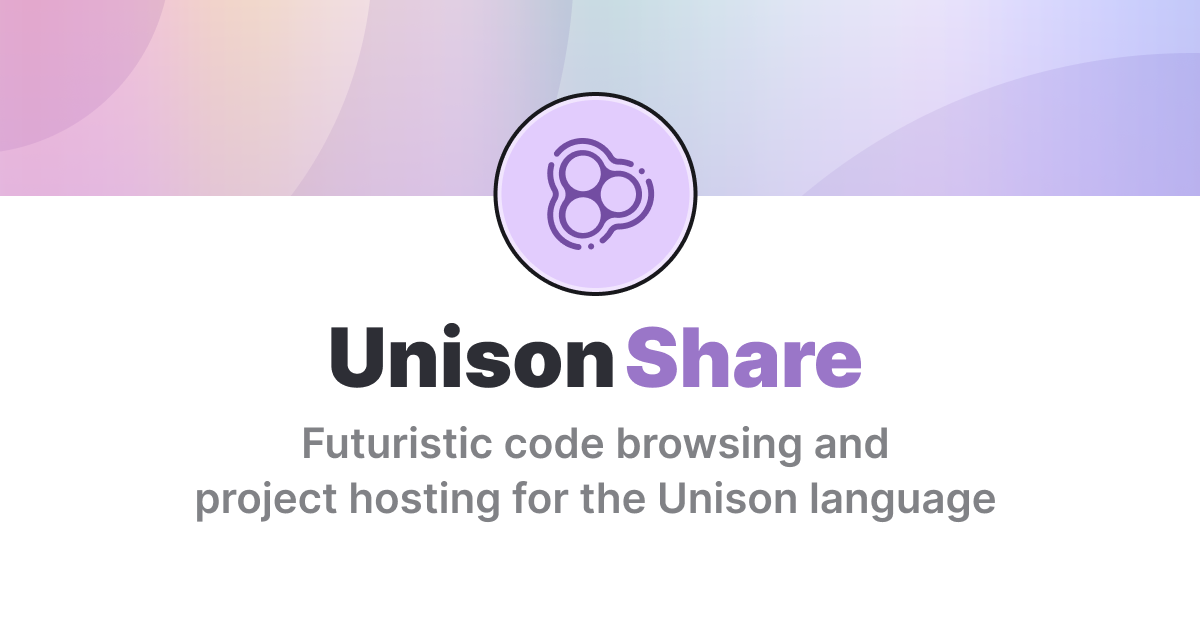 Unison Share
Futuristic code browsing and
project hosting for the Unison language